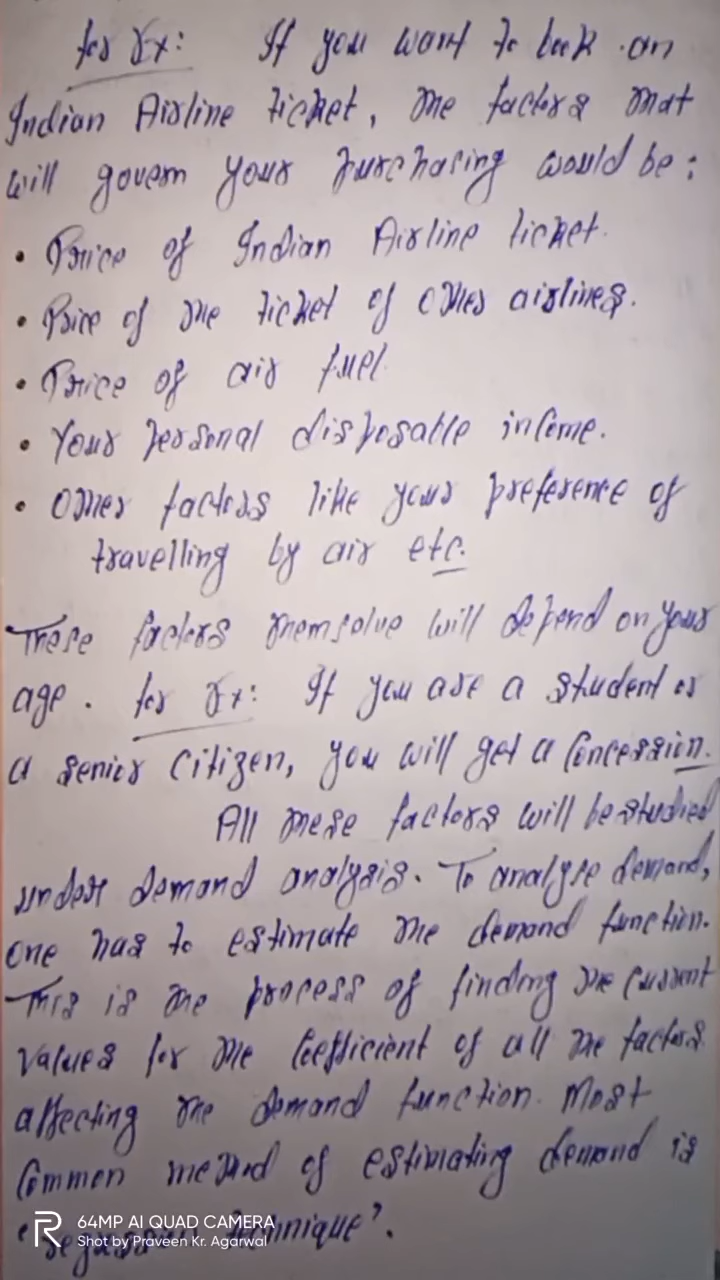 for Ex: If you want to book an
Indian Airline ticket, the factors that
will govern your purchasing would be:
• Price of Indian Airline ticket.
• Price of the ticket of other airlines.
• Price of air fuel
• Your personal disposable income.
• Other factors like your preference of
travelling by air etc.
These factors themsolve will depend on your
age. for Ex: If you are a student or
a senior citizen, you will get a concession.
All these factors will be studied
under demand analysis. To analyse demand,
one has to estimate the demand function.
This is the process of finding the current
values for the coefficient of all the factors
affecting the demand function. Most
common method of estimating demand is
technique'.
64MP AI QUAD CAMERA
Shot by Praveen Kr. Agarwal